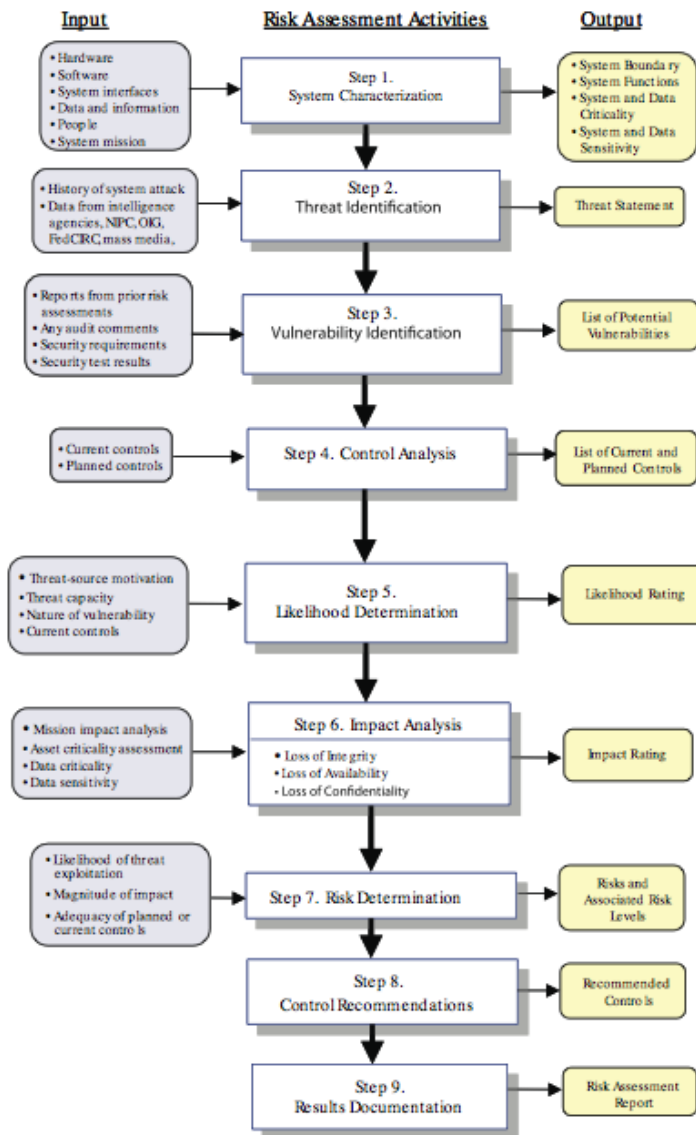 Input
Risk Assessment Activities
Output
• Hardware
• Software
• System interfaces
• Data and information
• People
• System mission
Step 1.
System Characterization
• System Boundary
• System Functions
• System and Data
Criticality
• System and Data
Sensitivity
• History of system attack
• Data from intelligence
agencies, NIPC, OIG,
FedCIRC, mass media,
Step 2.
Threat Identification
Threat Statement
• Reports from prior risk
assessments
• Any audit comments
• Security requirements
• Security test results
Step 3.
Vulnerability Identification
List of Potential
Vulnerabilities
• Current controls
• Planned controls
Step 4. Control Analysis
List of Current and
Planned Controls
• Threat-source motivation
• Threat capacity
• Nature of vulnerability
• Current controls
Step 5.
Likelihood Determination
Likelihood Rating
• Mission impact analysis
• Asset criticality assessment
• Data criticality
• Data sensitivity
Step 6. Impact Analysis
• Loss of Integrity
• Loss of Availability
• Loss of Confidentiality
Impact Rating
• Likelihood of threat
exploitation
• Magnitude of impact
• Adequacy of planned or
current controls
Step 7. Risk Determination
Risks and
Associated Risk
Levels
Step 8
Control Recommendations
Recommended
Controls
Step 9.
Results Documentation
Risk Assessment
Report